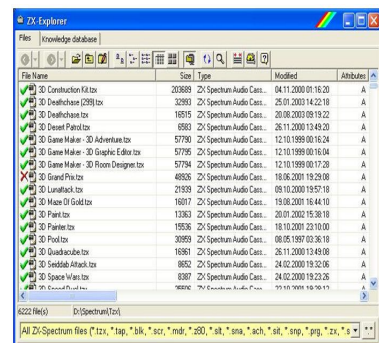 ZX-Explorer
Files Knowledge database
File Name Size Type Modified Attributes
3D Construction Kit.tzx 203689 ZX Spectrum Audio Cass... 04.11.2000 01:16:20 A
3D Deathchase (299).tzx 32993 ZX Spectrum Audio Cass... 25.01.2003 14:22:18 A
3D Deathchase.tzx 16515 ZX Spectrum Audio Cass... 20.08.2003 09:19:22 A
3D Desert Patrol.tzx 6583 ZX Spectrum Audio Cass... 26.11.2000 13:49:20 A
3D Game Maker - 3D Adventure.tzx 57790 ZX Spectrum Audio Cass... 12.10.1999 00:16:24 A
3D Game Maker - 3D Graphic Editor.tzx 57795 ZX Spectrum Audio Cass... 12.10.1999 00:16:04 A
3D Game Maker - 3D Room Designer.tzx 57794 ZX Spectrum Audio Cass... 12.10.1999 00:17:28 A
3D Grand Prix.tzx 48926 ZX Spectrum Audio Cass... 18.06.2001 19:29:08 A
3D Lunattack.tzx 21939 ZX Spectrum Audio Cass... 09.10.2000 19:57:18 A
3D Maze Of Gold.tzx 16017 ZX Spectrum Audio Cass... 19.08.2001 16:44:10 A
3D Paint.tzx 13363 ZX Spectrum Audio Cass... 20.01.2002 15:38:18 A
3D Painter.tzx 15536 ZX Spectrum Audio Cass... 18.10.2001 23:10:00 A
3D Pool.tzx 30959 ZX Spectrum Audio Cass... 08.05.1997 03:36:18 A
3D Quadracube.tzx 16961 ZX Spectrum Audio Cass... 26.11.2000 13:49:08 A
3D Seiddab Attack.tzx 8652 ZX Spectrum Audio Cass... 24.02.2000 19:32:06 A
3D Space Wars.tzx 8387 ZX Spectrum Audio Cass... 24.02.2000 19:23:26 A
6222 file(s) D:\Spectrum\Tzx\
All ZX-Spectrum files (*.tzx, *.tap, *.blk, *.scr, *.mdr, *.z80, *.slt, *.sna, *.ach, *.sit, *.snp, *.prg, *.zx, *.s *.*